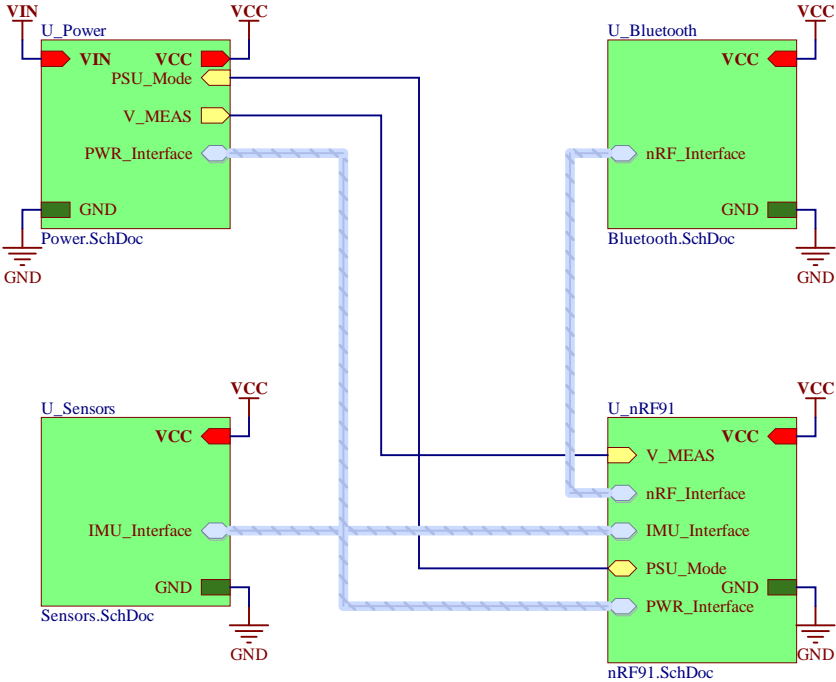 VIN
VCC
U_Power
VIN
VCC
PSU_Mode
V_MEAS
PWR_Interface
GND
Power.SchDoc
GND
VCC
U_Bluetooth
VCC
nRF_Interface
GND
Bluetooth.SchDoc
GND
VCC
U_Sensors
VCC
IMU_Interface
GND
Sensors.SchDoc
GND
VCC
U_nRF91
VCC
V_MEAS
nRF_Interface
IMU_Interface
PSU_Mode
GND
PWR_Interface
GND
nRF91.SchDoc